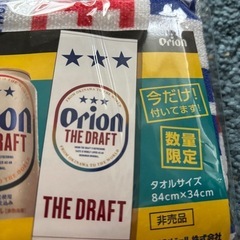 Orion
Orion
THE DRAFT
Orion
THE DRAFT
THE DRAFT
今だけ!
付いてます!
数量
限定
タオルサイズ
84cm×34cm
非売品